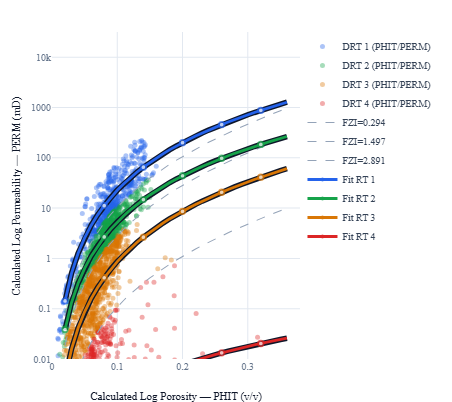 10k
1000
100
10
1
0.1
0.01
0
0.1
0.2
0.3
Calculated Log Permeability — PERM (mD)
Calculated Log Porosity — PHIT (v/v)
DRT 1 (PHIT/PERM)
DRT 2 (PHIT/PERM)
DRT 3 (PHIT/PERM)
DRT 4 (PHIT/PERM)
FZI=0.294
FZI=1.497
FZI=2.891
Fit RT 1
Fit RT 2
Fit RT 3
Fit RT 4